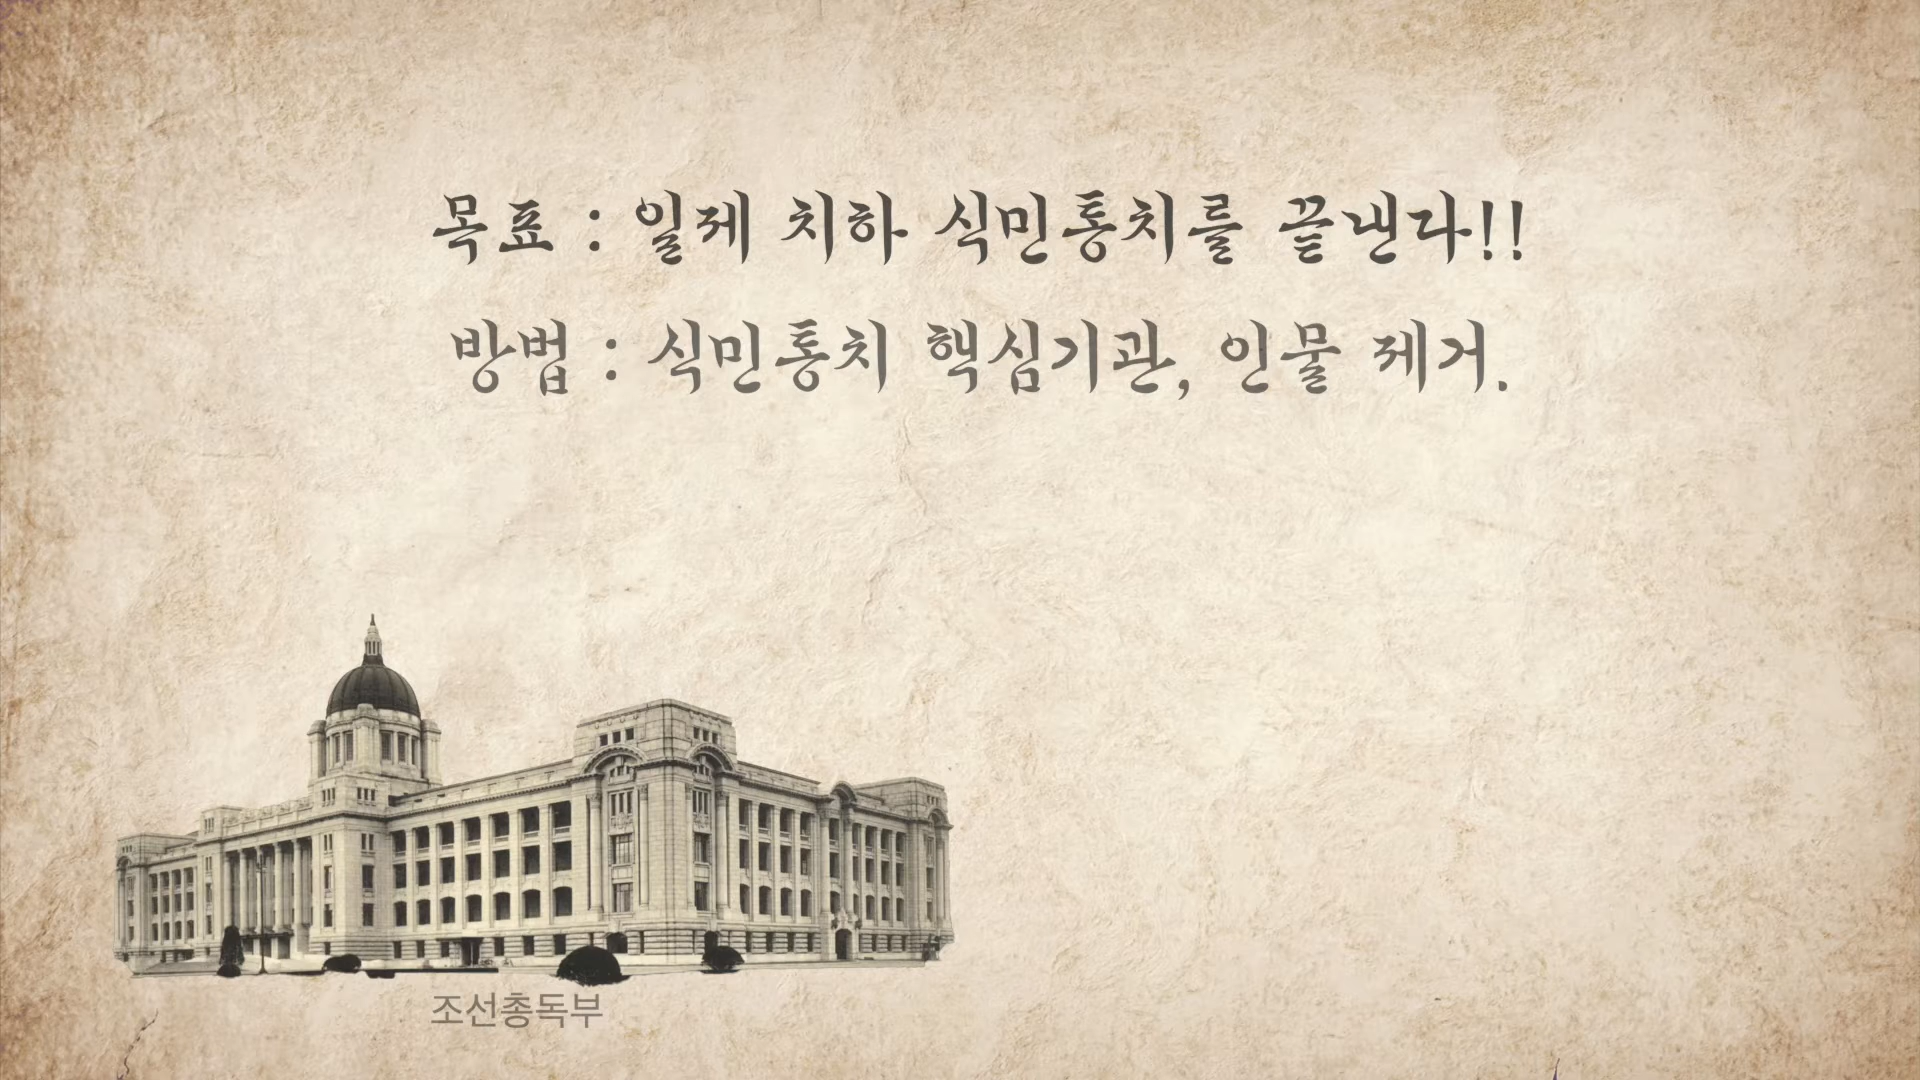 목표 : 일제 치하 식민통치를 끝낸다!!
방법 : 식민통치 핵심기관, 인물 제거.
조선총독부